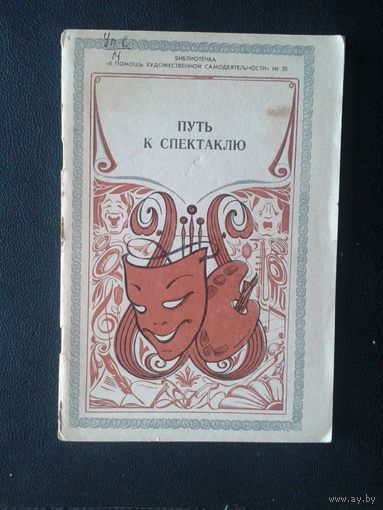 БИБЛИОТЕЧКА
«В ПОМОЩЬ ХУДОЖЕСТВЕННОЙ САМОДЕЯТЕЛЬНОСТИ» № 20
ПУТЬ
К СПЕКТАКЛЮ
www.ay.by